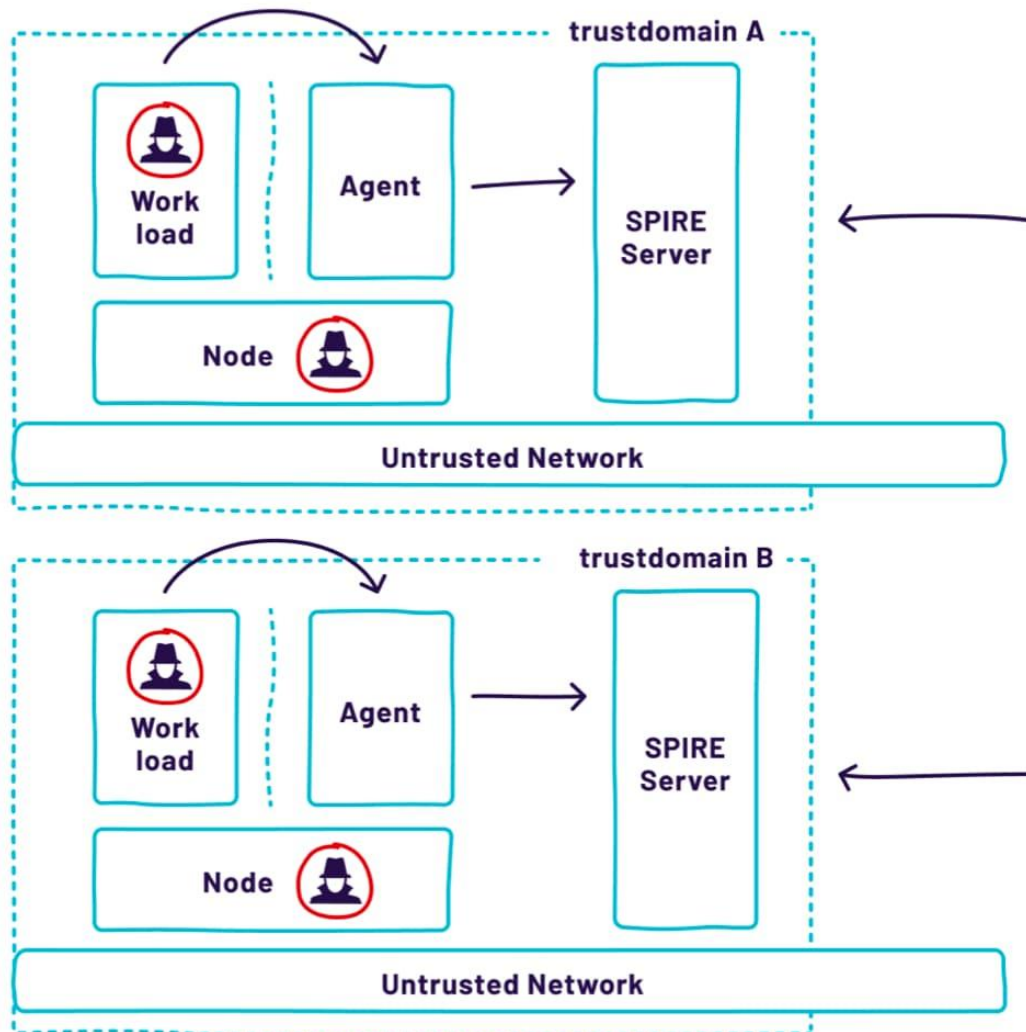 trustdomain A
Work
load
Agent
SPIRE
Server
Node
Untrusted Network
trustdomain B
Work
load
Agent
SPIRE
Server
Node
Untrusted Network